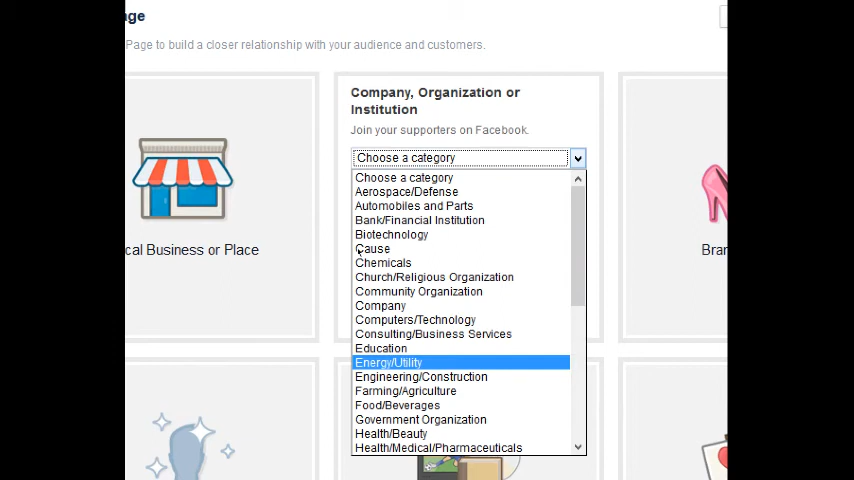 age
Page to build a closer relationship with your audience and customers.
Company, Organization or
Institution
Join your supporters on Facebook.
Choose a category
Choose a category
Aerospace/Defense
Automobiles and Parts
Bank/Financial Institution
Biotechnology
Cause
Chemicals
Church/Religious Organization
Community Organization
Company
Computers/Technology
Consulting/Business Services
Education
Energy/Utility
Engineering/Construction
Farming/Agriculture
Food/Beverages
Government Organization
Health/Beauty
Health/Medical/Pharmaceuticals
cal Business or Place
Bran